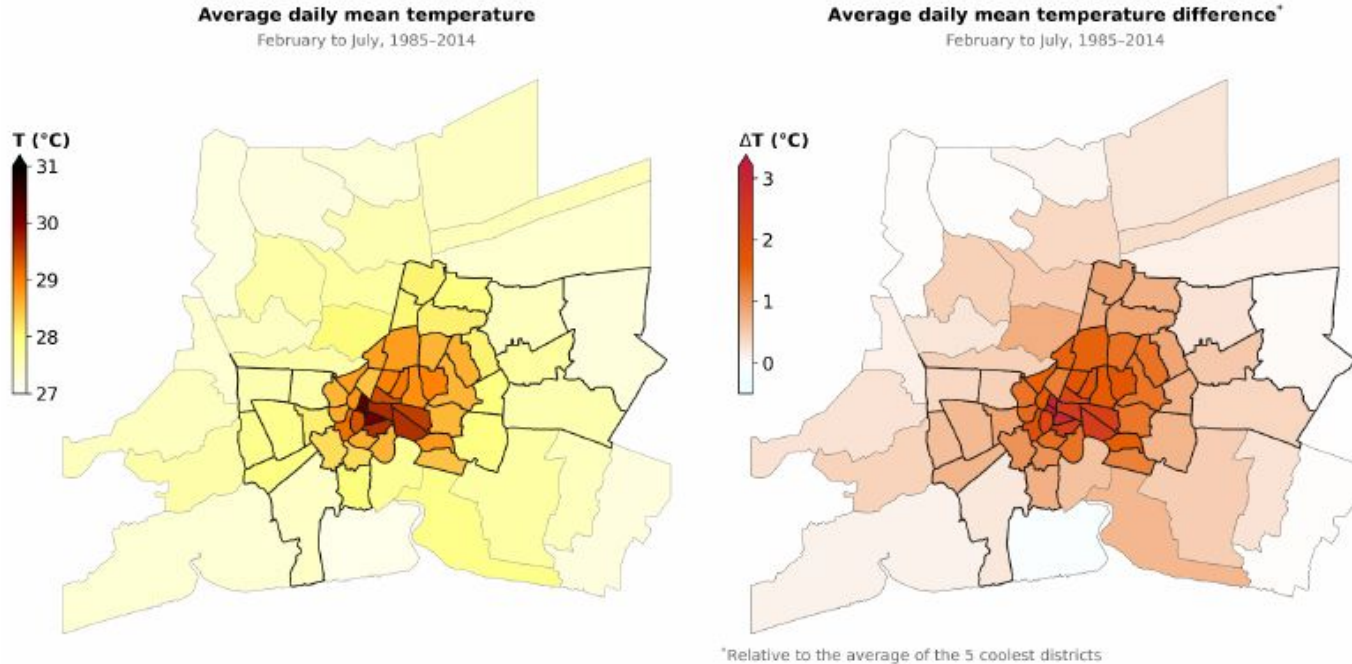 Average daily mean temperature
February to July, 1985–2014
T (°C)
31
30
29
28
27
Average daily mean temperature difference*
February to July, 1985–2014
ΔT (°C)
3
2
1
0
*Relative to the average of the 5 coolest districts